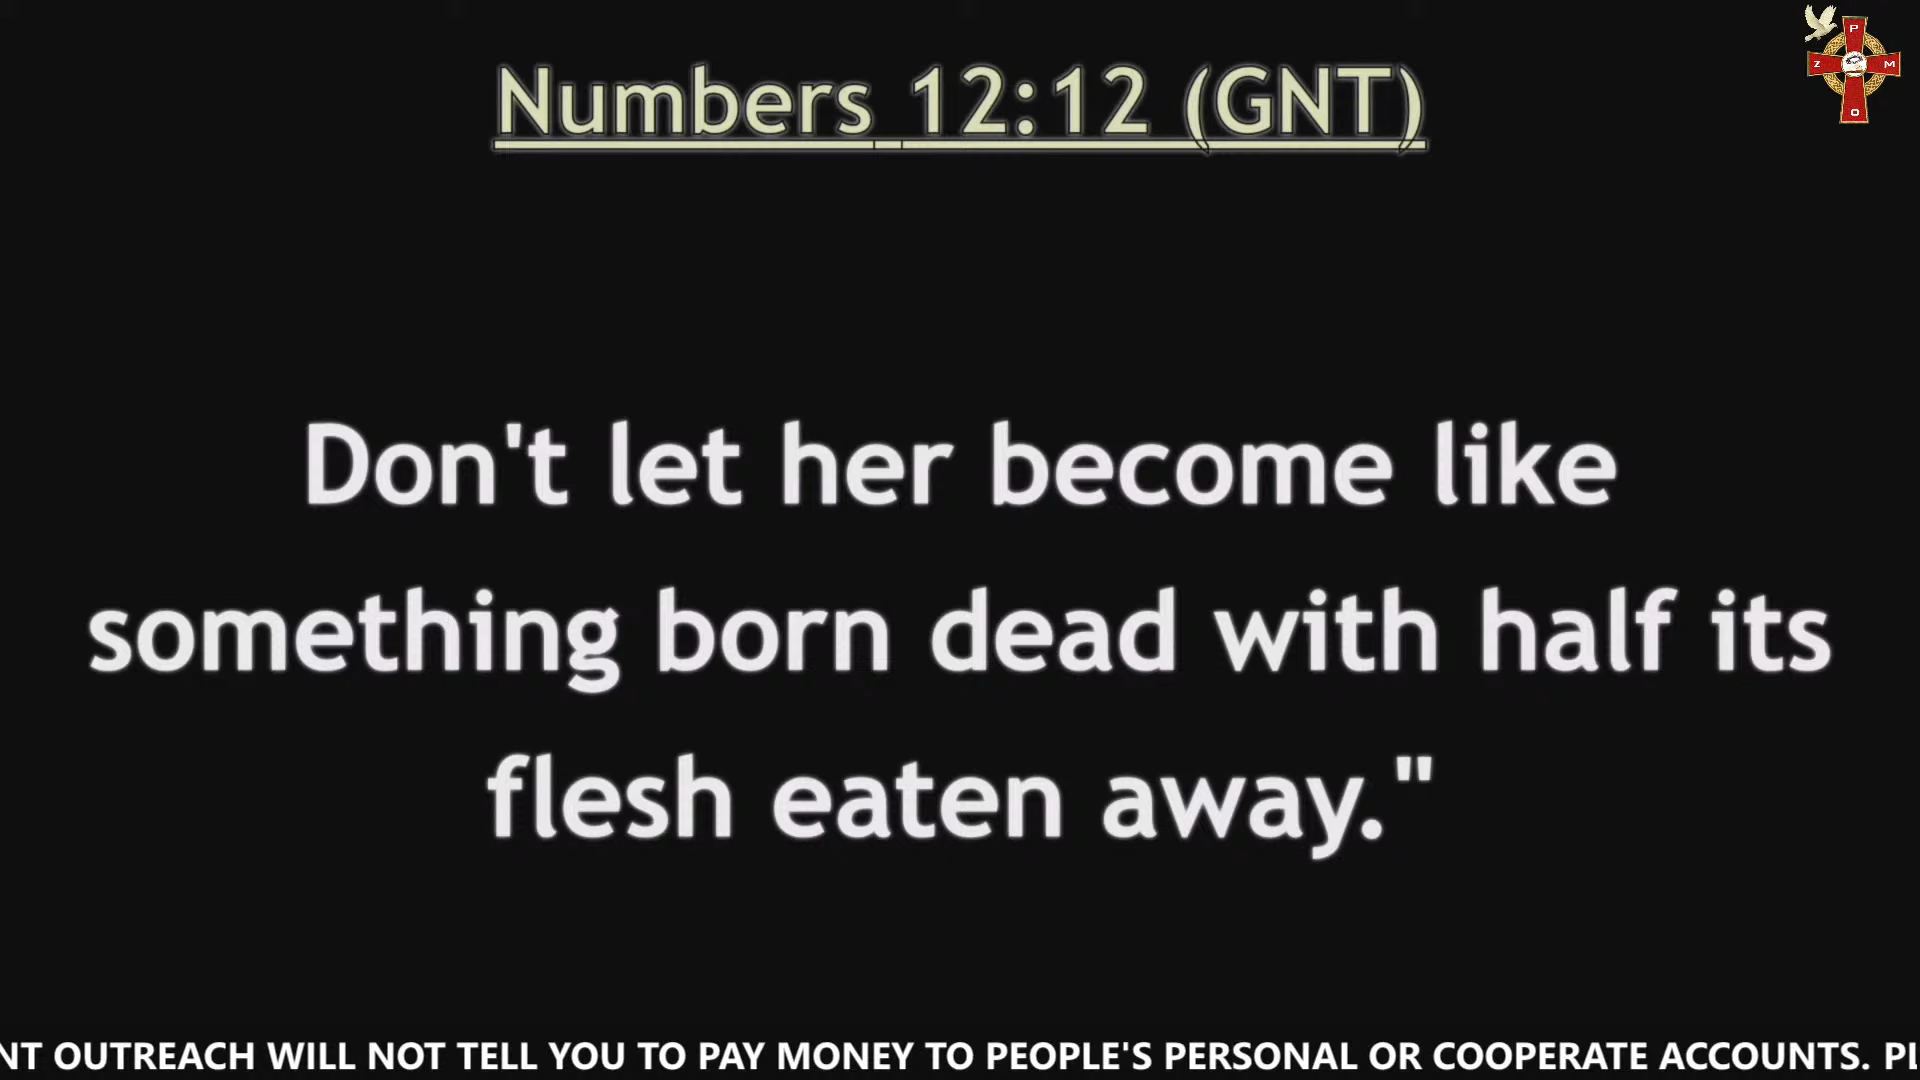 Numbers 12:12 (GNT)
P
Z M
O
Don't let her become like
something born dead with half its
flesh eaten away."
NT OUTREACH WILL NOT TELL YOU TO PAY MONEY TO PEOPLE'S PERSONAL OR COOPERATE ACCOUNTS. PL